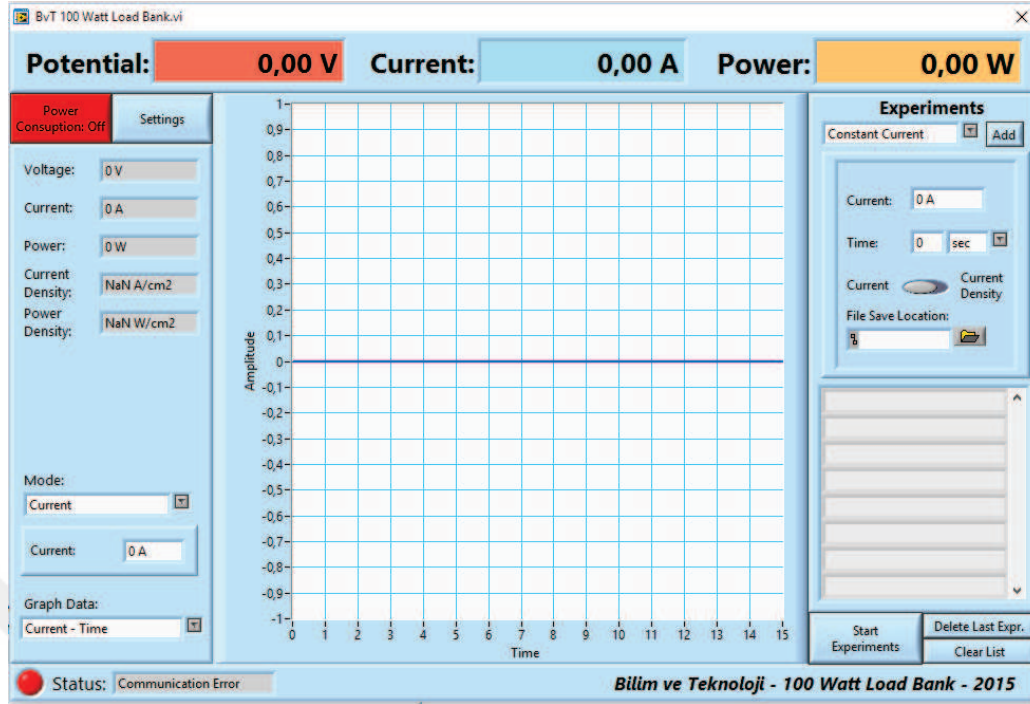 BvT 100 Watt Load Bank.vi
Potential: 0,00 V Current: 0,00 A Power: 0,00 W
Power
Consuption: Off
Settings
Voltage: 0 V
Current: 0 A
Power: 0 W
Current
Density: NaN A/cm2
Power
Density: NaN W/cm2
Mode:
Current
Current: 0 A
Graph Data:
Current - Time
Amplitude
1
0,9
0,8
0,7
0,6
0,5
0,4
0,3
0,2
0,1
0
-0,1
-0,2
-0,3
-0,4
-0,5
-0,6
-0,7
-0,8
-0,9
-1
0 1 2 3 4 5 6 7 8 9 10 11 12 13 14 15
Time
Experiments
Constant Current Add
Current: 0 A
Time: 0 sec
Current
Current
Density
File Save Location:
Start
Experiments
Delete Last Expr.
Clear List
Status: Communication Error
Bilim ve Teknoloji - 100 Watt Load Bank - 2015